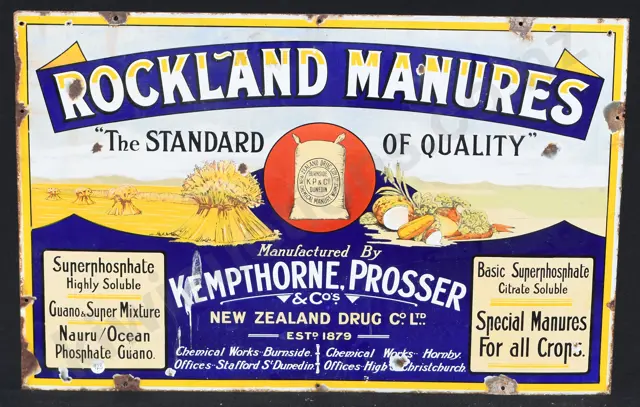 ROCKLAND MANURES
"The STANDARD OF QUALITY"
K.P.& Co
DUNEDIN
Manufactured By
KEMPTHORNE, PROSSER
& Co's
NEW ZEALAND DRUG Co LTD
ESTD 1879
Chemical Works-Burnside.
Offices-Stafford St Dunedin.
Chemical Works- Hornby.
Offices-High St Christchurch.
Superphosphate
Highly Soluble
Guano & Super Mixture
Nauru/Ocean
Phosphate Guano.
Basic Superphosphate
Citrate Soluble
Special Manures
For all Crops.